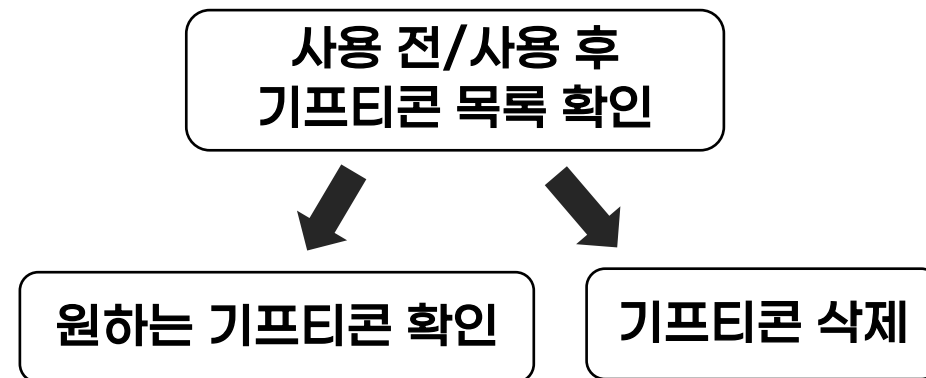 사용 전/사용 후
기프티콘 목록 확인
원하는 기프티콘 확인
기프티콘 삭제